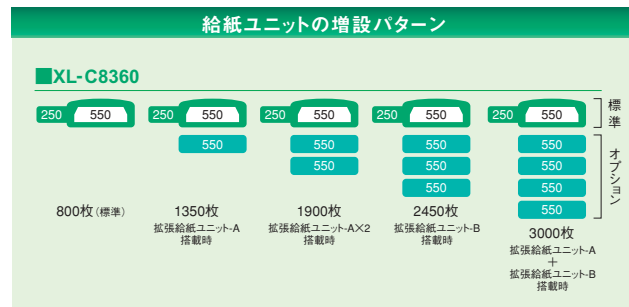 給紙ユニットの増設パターン
■XL-C8360
250 550 250 550 250 550 250 550 250 550 標準
550 550 550 550 オプション
550 550 550
550 550
550
800枚（標準） 1350枚 1900枚 2450枚
拡張給紙ユニット-A 拡張給紙ユニット-A×2 拡張給紙ユニット-B
搭載時 搭載時 搭載時
3000枚
拡張給紙ユニット-A
＋
拡張給紙ユニット-B
搭載時